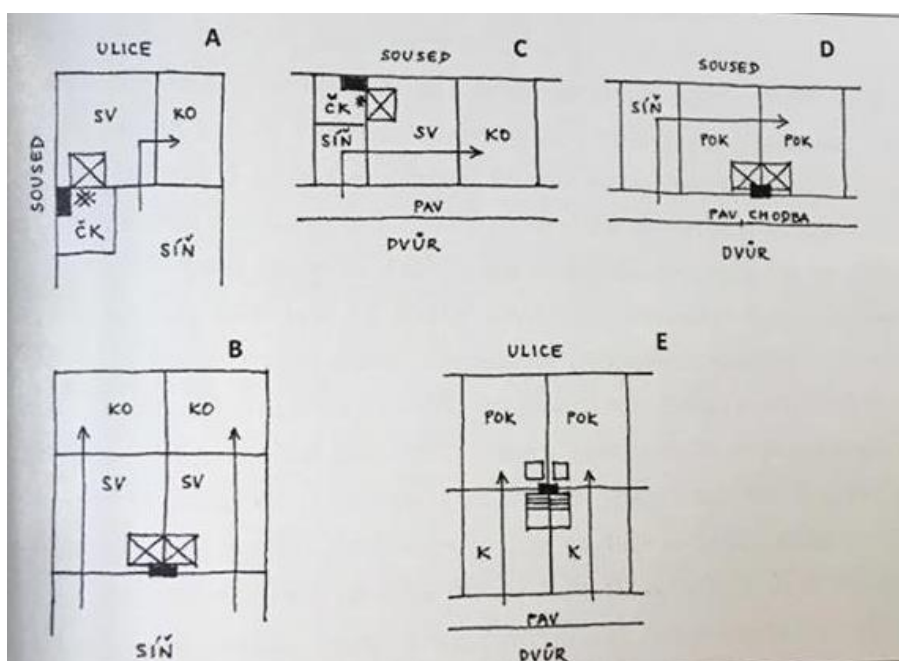 A
ULICE
SV
KO
SOUSED
ČK
SÍŇ
C
SOUSED
ČK
SÍŇ
SV
KO
PAV
DVŮR
D
SOUSED
SÍŇ
POK
POK
PAV, CHODBA
DVŮR
B
KO
KO
SV
SV
SÍŇ
E
ULICE
POK
POK
K
K
PAV
DVŮR